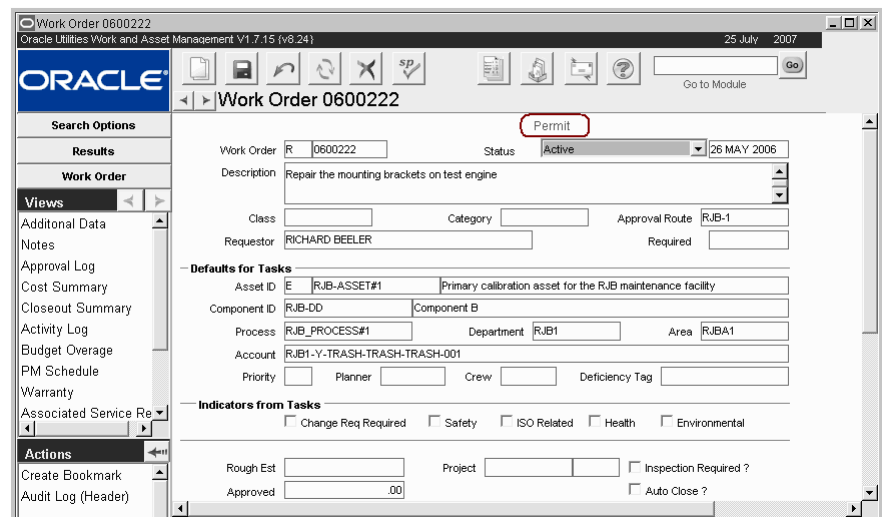 Work Order 0600222
Oracle Utilities Work and Asset Management V1.7.15 {v8.24} 25 July 2007
ORACLE
sp
Go
Go to Module
Work Order 0600222
Search Options
Results
Work Order
Views
Additonal Data
Notes
Approval Log
Cost Summary
Closeout Summary
Activity Log
Budget Overage
PM Schedule
Warranty
Associated Service Re
Actions
Create Bookmark
Audit Log (Header)
Permit
Work Order R 0600222 Status Active 26 MAY 2006
Description Repair the mounting brackets on test engine
Class Category Approval Route RJB-1
Requestor RICHARD BEELER Required
Defaults for Tasks
Asset ID E RJB-ASSET#1 Primary calibration asset for the RJB maintenance facility
Component ID RJB-DD Component B
Process RJB_PROCESS#1 Department RJB1 Area RJBA1
Account RJB1-Y-TRASH-TRASH-TRASH-001
Priority Planner Crew Deficiency Tag
Indicators from Tasks
Change Req Required Safety ISO Related Health Environmental
Rough Est Project Inspection Required ?
Approved .00 Auto Close ?